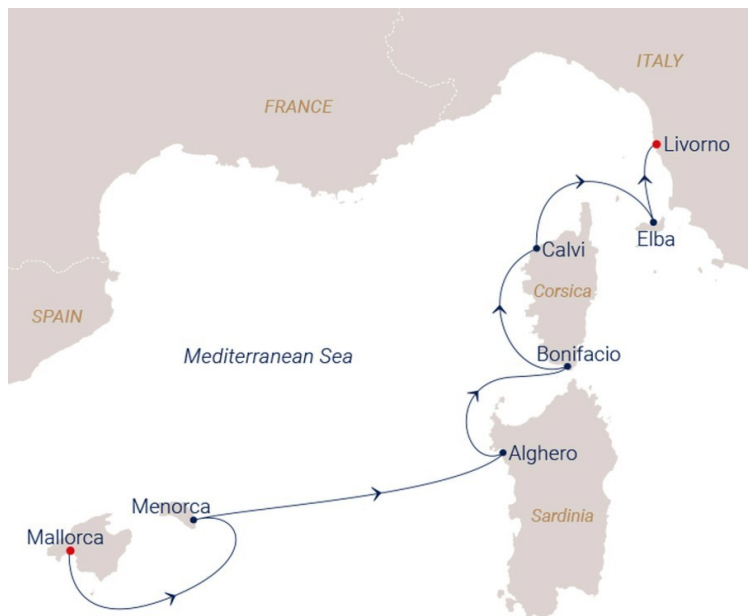 ITALY
FRANCE
Livorno
Elba
Calvi
Corsica
SPAIN
Mediterranean Sea
Bonifacio
Alghero
Menorca
Sardinia
Mallorca